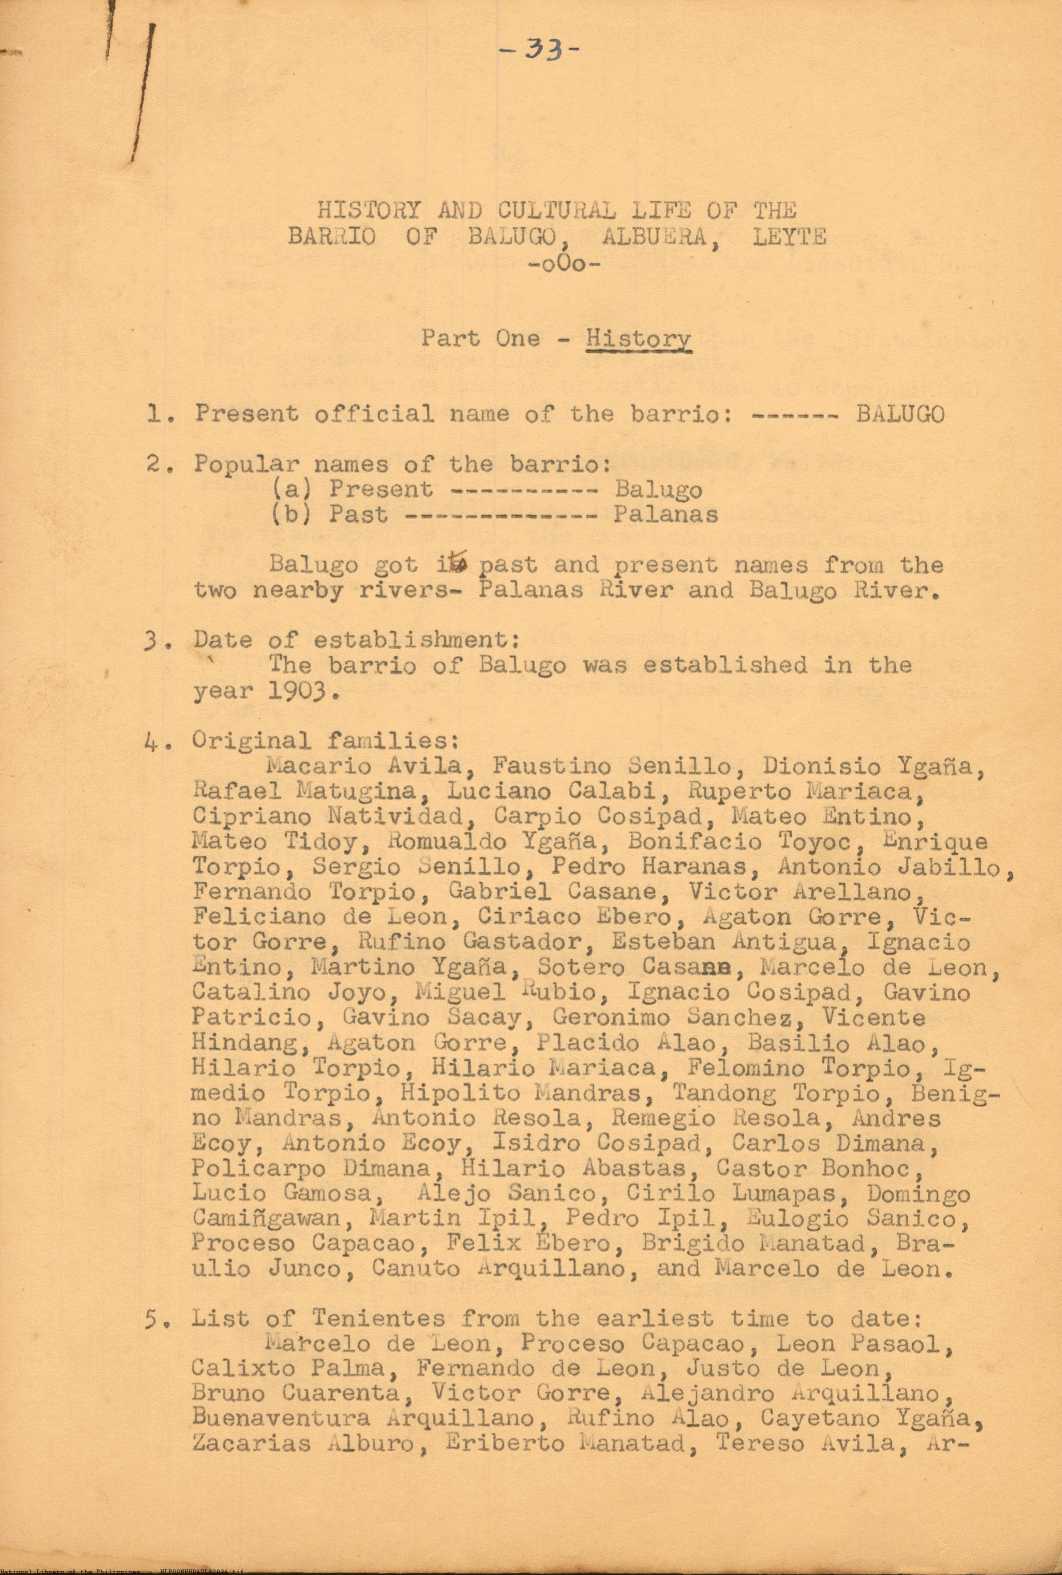 -33-
HISTORY AND CULTURAL LIFE OF THE
BARRIO OF BALUGO, ALBUERA, LEYTE
-oOo-
Part One - History
1. Present official name of the barrio: ------ BALUGO
2. Popular names of the barrio:
(a) Present ---------- Balugo
(b) Past ------------- Palanas
Balugo got its past and present names from the
two nearby rivers- Palanas River and Balugo River.
3. Date of establishment:
The barrio of Balugo was established in the
year 1903.
4. Original families:
Macario Avila, Faustino Senillo, Dionisio Ygaña,
Rafael Matugina, Luciano Calabi, Ruperto Mariaca,
Cipriano Natividad, Carpio Cosipad, Mateo Entino,
Mateo Tidoy, Romualdo Ygaña, Bonifacio Toyoc, Enrique
Torpio, Sergio Senillo, Pedro Haranas, Antonio Jabillo,
Fernando Torpio, Gabriel Casane, Victor Arellano,
Feliciano de Leon, Ciriaco Ebero, Agaton Gorre, Vic-
tor Gorre, Rufino Gastador, Esteban Antigua, Ignacio
Entino, Martino Ygaña, Sotero Casane, Marcelo de Leon,
Catalino Joyo, Miguel Rubio, Ignacio Cosipad, Gavino
Patricio, Gavino Sacay, Geronimo Sanchez, Vicente
Hindang, Agaton Gorre, Placido Alao, Basilio Alao,
Hilario Torpio, Hilario Mariaca, Felomino Torpio, Ig-
medio Torpio, Hipolito Mandras, Tandong Torpio, Benig-
no Mandras, Antonio Resola, Remegio Resola, Andres
Ecoy, Antonio Ecoy, Isidro Cosipad, Carlos Dimana,
Policarpo Dimana, Hilario Abastas, Castor Bonhoc,
Lucio Gamosa, Alejo Sanico, Cirilo Lumapas, Domingo
Camiñgawan, Martin Ipil, Pedro Ipil, Eulogio Sanico,
Proceso Capacao, Felix Ebero, Brigido Manatad, Bra-
ulio Junco, Canuto Arquillano, and Marcelo de Leon.
5. List of Tenientes from the earliest time to date:
Marcelo de Leon, Proceso Capacao, Leon Pasaol,
Calixto Palma, Fernando de Leon, Justo de Leon,
Bruno Cuarenta, Victor Gorre, Alejandro Arquillano,
Buenaventura Arquillano, Rufino Alao, Cayetano Ygaña,
Zacarias Alburo, Eriberto Manatad, Tereso Avila, Ar-
National Library of the Philippines